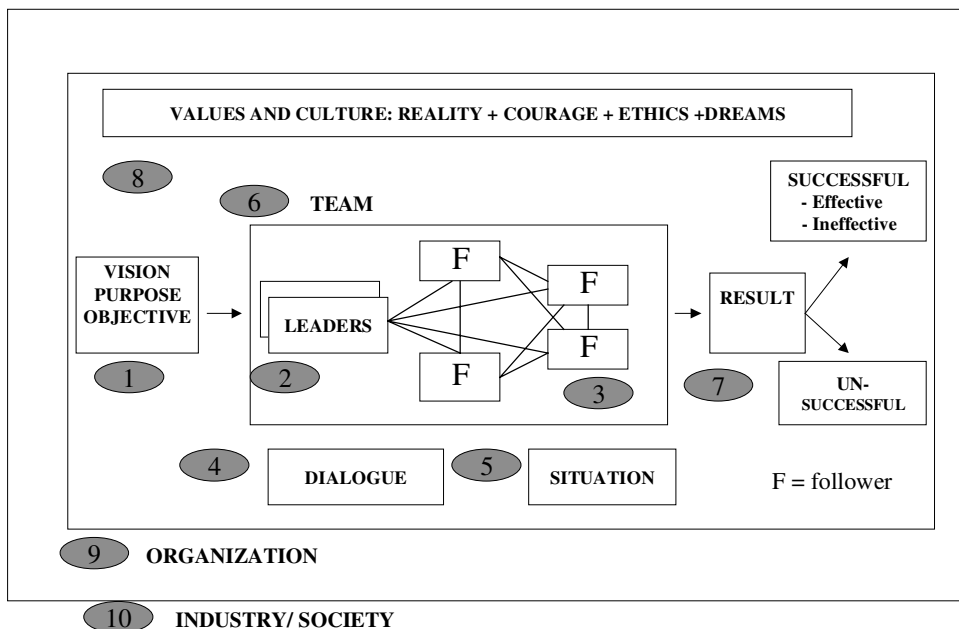 VALUES AND CULTURE: REALITY + COURAGE + ETHICS +DREAMS
8
SUCCESSFUL
- Effective
- Ineffective
6
TEAM
VISION
PURPOSE
OBJECTIVE
F
F
LEADERS
RESULT
F
F
1
2
3
7
UN-
SUCCESSFUL
4
DIALOGUE
5
SITUATION
F = follower
9
ORGANIZATION
10
INDUSTRY/ SOCIETY